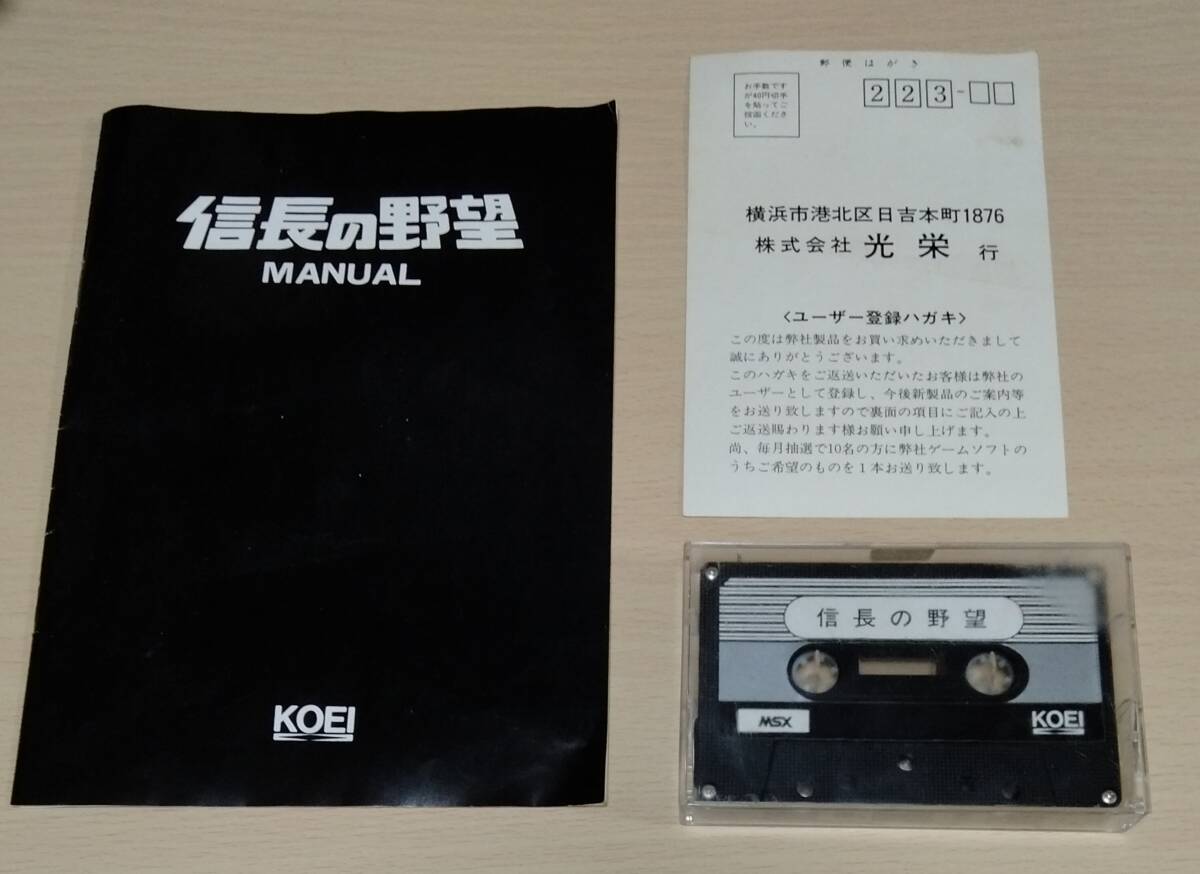 信長の野望
MANUAL
KOEI
郵便はがき
お手数です
が40円切手
を貼ってご
投函くださ
い。
223-
横浜市港北区日吉本町1876
株式会社 光栄 行
〈ユーザー登録ハガキ〉
この度は弊社製品をお買い求めいただきまして
誠にありがとうございます。
このハガキをご返送いただいたお客様は弊社の
ユーザーとして登録し、今後新製品のご案内等
をお送り致しますので裏面の項目にご記入の上
ご返送賜わります様お願い申し上げます。
尚、毎月抽選で10名の方に弊社ゲームソフトの
うちご希望のものを1本お送り致します。
信長の野望
MSX
KOEI